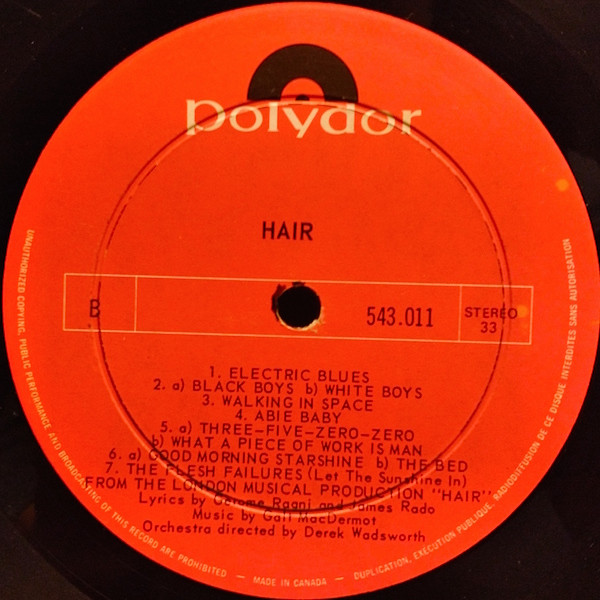 polydor
HAIR
B
543.011
STEREO
33
1. ELECTRIC BLUES
2. a) BLACK BOYS b) WHITE BOYS
3. WALKING IN SPACE
4. ABIE BABY
5. a) THREE-FIVE-ZERO-ZERO
b) WHAT A PIECE OF WORK IS MAN
6. a) GOOD MORNING STARSHINE b) THE BED
7. THE FLESH FAILURES (Let The Sunshine In)
FROM THE LONDON MUSICAL PRODUCTION "HAIR"
Lyrics by Gerome Ragni and James Rado
Music by Galt MacDermot
Orchestra directed by Derek Wadsworth
UNAUTHORIZED COPYING, PUBLIC PERFORMANCE AND BROADCASTING OF THIS RECORD ARE PROHIBITED — MADE IN CANADA — DUPLICATION, EXÉCUTION PUBLIQUE, RADIODIFFUSION DE CE DISQUE INTERDITES SANS AUTORISATION